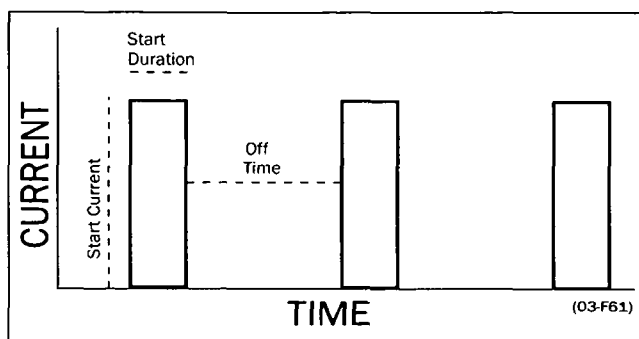 Start
Duration
CURRENT
Start Current
Off
Time
TIME
(03-F61)